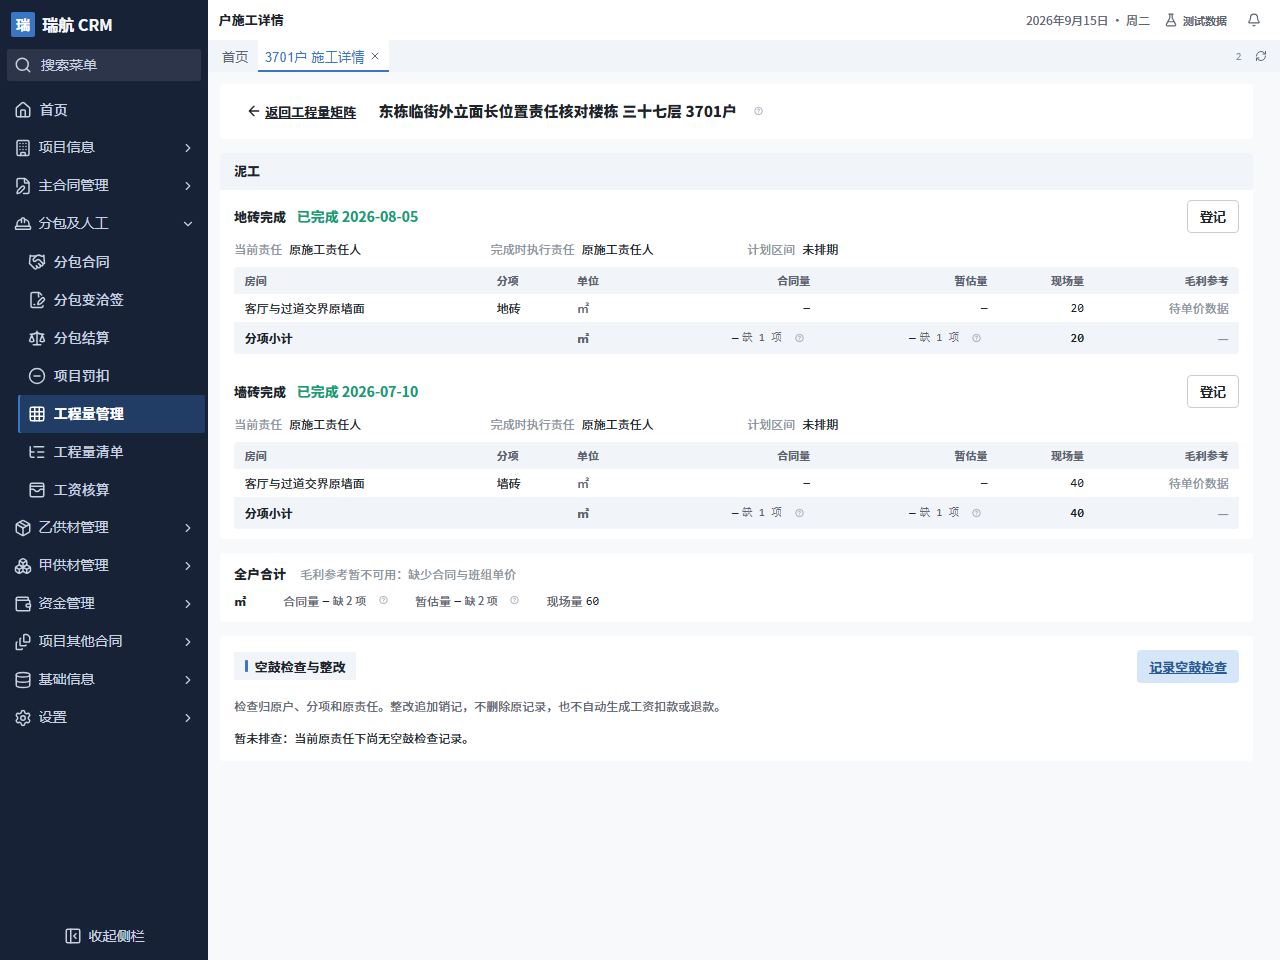 瑞 瑞航 CRM
搜索菜单
首页
项目信息
主合同管理
分包及人工
分包合同
分包变洽签
分包结算
项目罚扣
工程量管理
工程量清单
工资核算
乙供材管理
甲供材管理
资金管理
项目其他合同
基础信息
设置
收起侧栏
户施工详情
2026年9月15日 · 周二 测试数据
首页 3701户 施工详情 2
返回工程量矩阵 东栋临街外立面长位置责任核对楼栋 三十七层 3701户
泥工
地砖完成 已完成 2026-08-05 登记
当前责任 原施工责任人 完成时执行责任 原施工责任人 计划区间 未排期
房间 分项 单位 合同量 暂估量 现场量 毛利参考
客厅与过道交界原墙面 地砖 ㎡ — — 20 待单价数据
分项小计 ㎡ — 缺 1 项 — 缺 1 项 20 —
墙砖完成 已完成 2026-07-10 登记
当前责任 原施工责任人 完成时执行责任 原施工责任人 计划区间 未排期
房间 分项 单位 合同量 暂估量 现场量 毛利参考
客厅与过道交界原墙面 墙砖 ㎡ — — 40 待单价数据
分项小计 ㎡ — 缺 1 项 — 缺 1 项 40 —
全户合计 毛利参考暂不可用：缺少合同与班组单价
㎡ 合同量 — 缺 2 项 暂估量 — 缺 2 项 现场量 60
空鼓检查与整改 记录空鼓检查
检查归原户、分项和原责任。整改追加销记，不删除原记录，也不自动生成工资扣款或退款。
暂未排查：当前原责任下尚无空鼓检查记录。